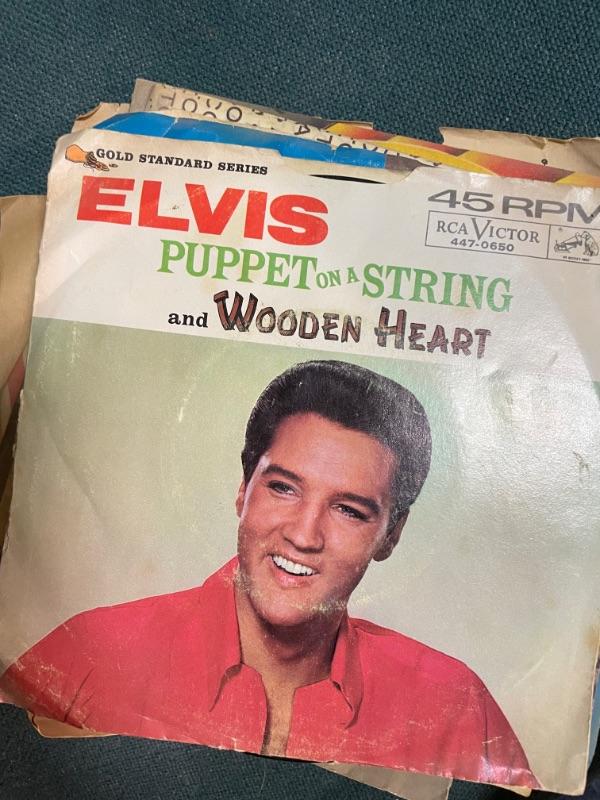 GOLD STANDARD SERIES
ELVIS
45 RPM
RCA VICTOR
447-0650
PUPPET ON A STRING
and WOODEN HEART